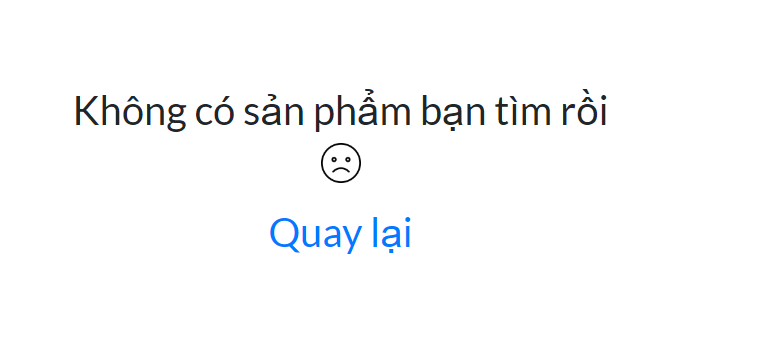 Không có sản phẩm bạn tìm rồi
Quay lại